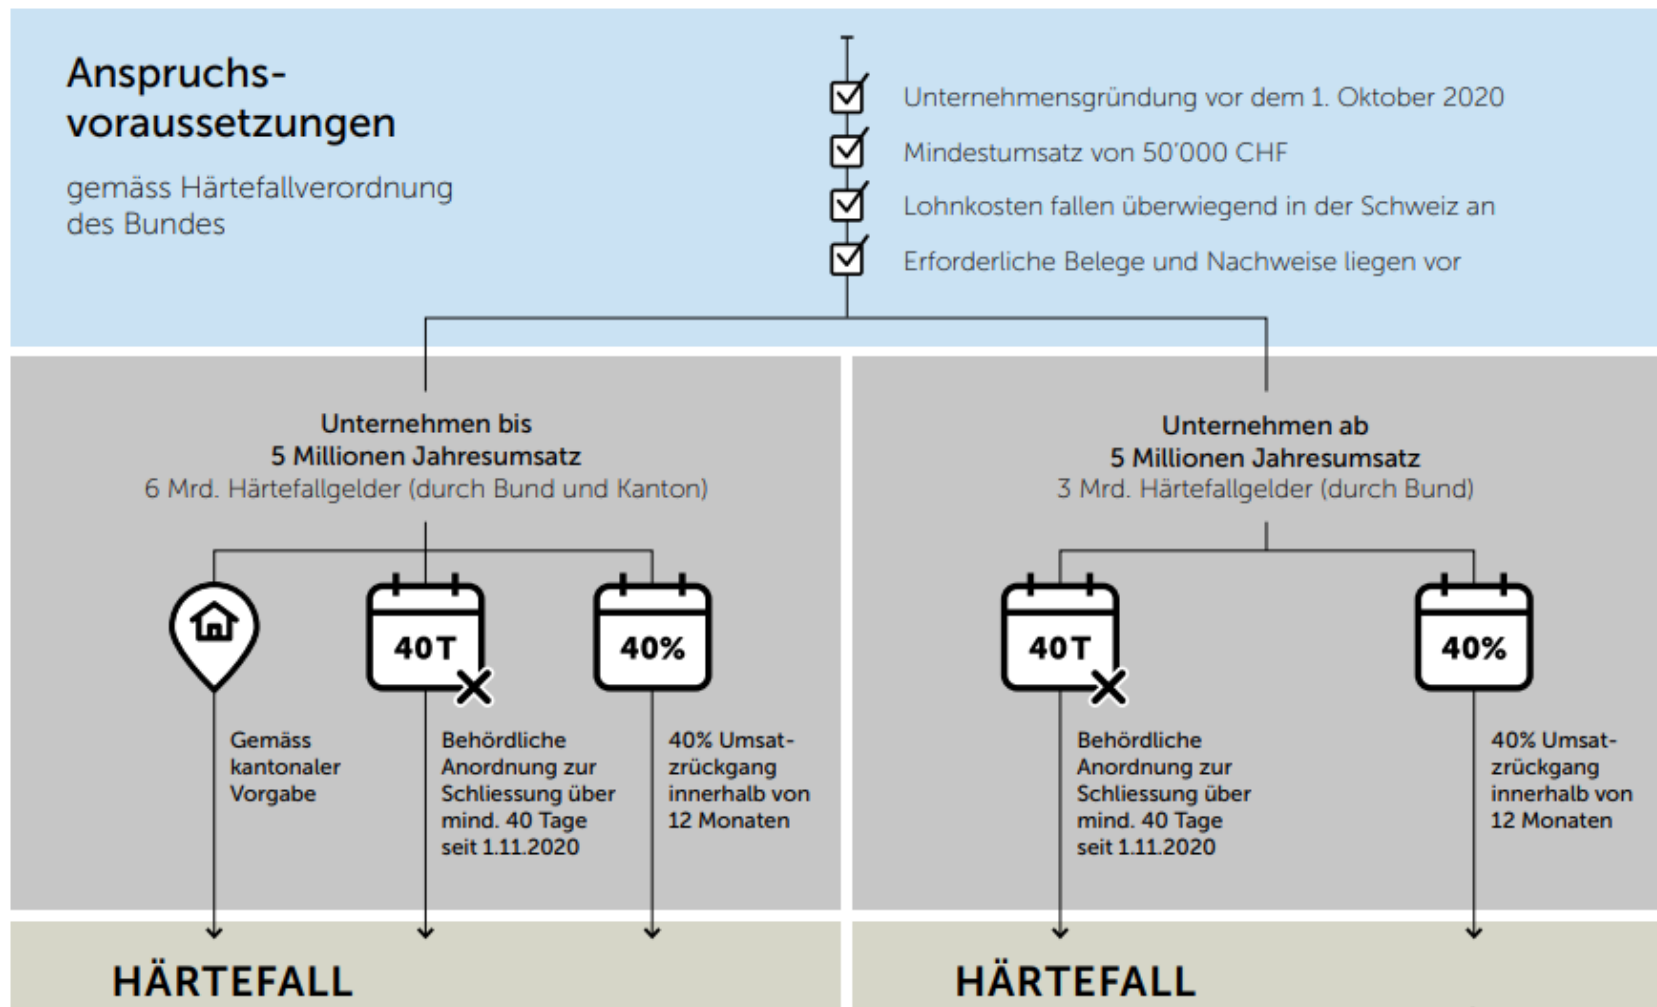 Anspruchs-
voraussetzungen
gemäss Härtefallverordnung
des Bundes
Unternehmensgründung vor dem 1. Oktober 2020
Mindestumsatz von 50’000 CHF
Lohnkosten fallen überwiegend in der Schweiz an
Erforderliche Belege und Nachweise liegen vor
Unternehmen bis
5 Millionen Jahresumsatz
6 Mrd. Härtefallgelder (durch Bund und Kanton)
40 T
40%
Gemäss
kantonaler
Vorgabe
Behördliche
Anordnung zur
Schliessung über
mind. 40 Tage
seit 1.11.2020
40% Umsat-
zrückgang
innerhalb von
12 Monaten
HÄRTEFALL
Unternehmen ab
5 Millionen Jahresumsatz
3 Mrd. Härtefallgelder (durch Bund)
40 T
40%
Behördliche
Anordnung zur
Schliessung über
mind. 40 Tage
seit 1.11.2020
40% Umsat-
zrückgang
innerhalb von
12 Monaten
HÄRTEFALL